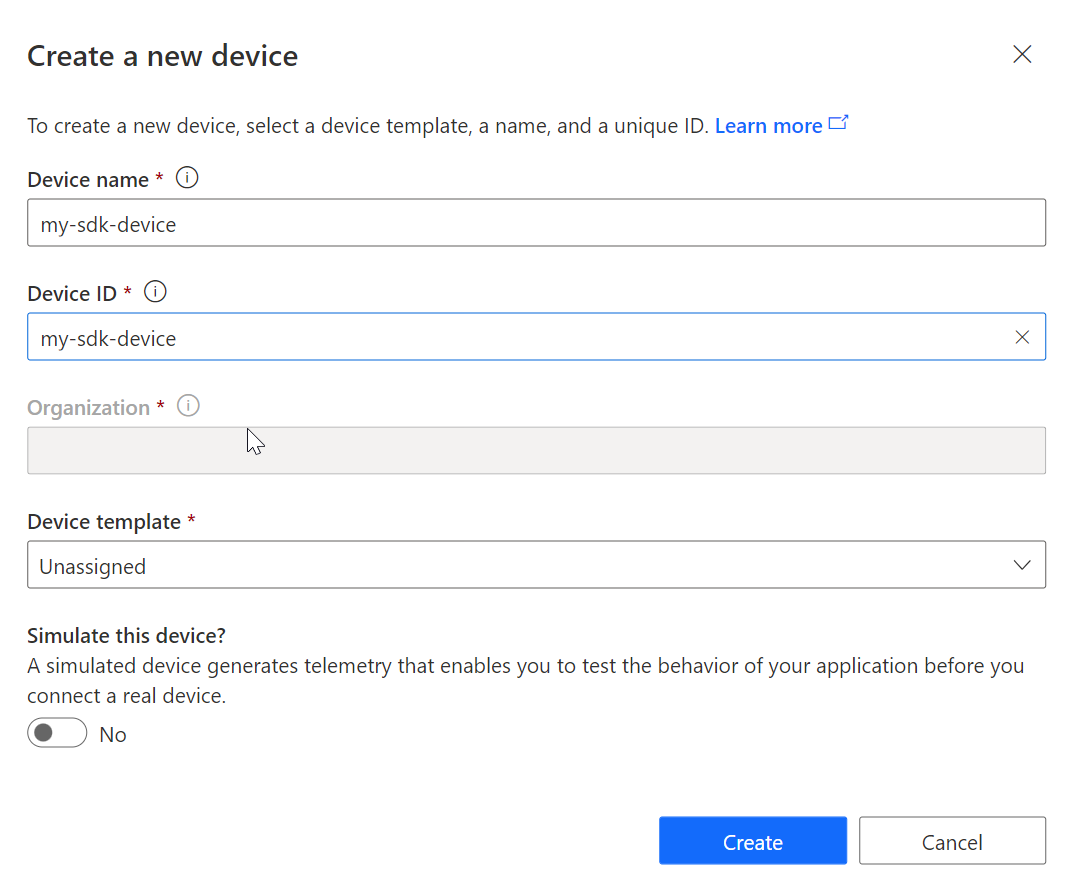 Create a new device
To create a new device, select a device template, a name, and a unique ID. Learn more
Device name *
my-sdk-device
Device ID *
my-sdk-device
Organization *
Device template *
Unassigned
Simulate this device?
A simulated device generates telemetry that enables you to test the behavior of your application before you
connect a real device.
No
Create
Cancel